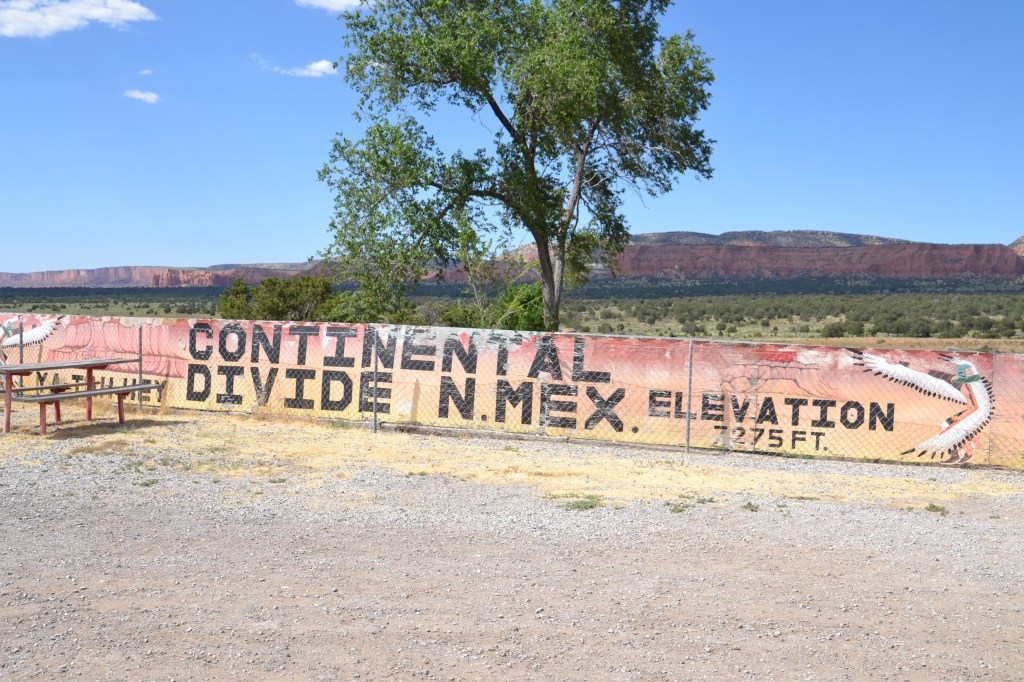 CONTINENTAL
DIVIDE N.MEX. ELEVATION
7275 FT.